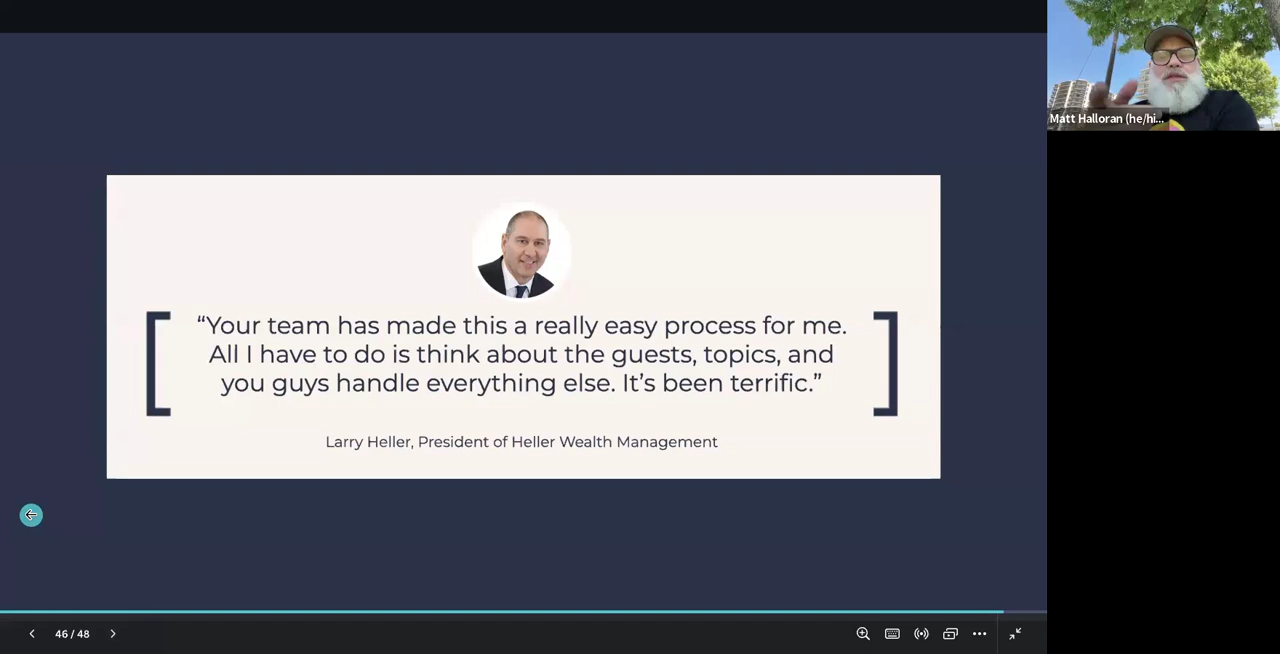 Matt Halloran (he/hi...
“Your team has made this a really easy process for me.
All I have to do is think about the guests, topics, and
you guys handle everything else. It’s been terrific.”
Larry Heller, President of Heller Wealth Management
46 / 48